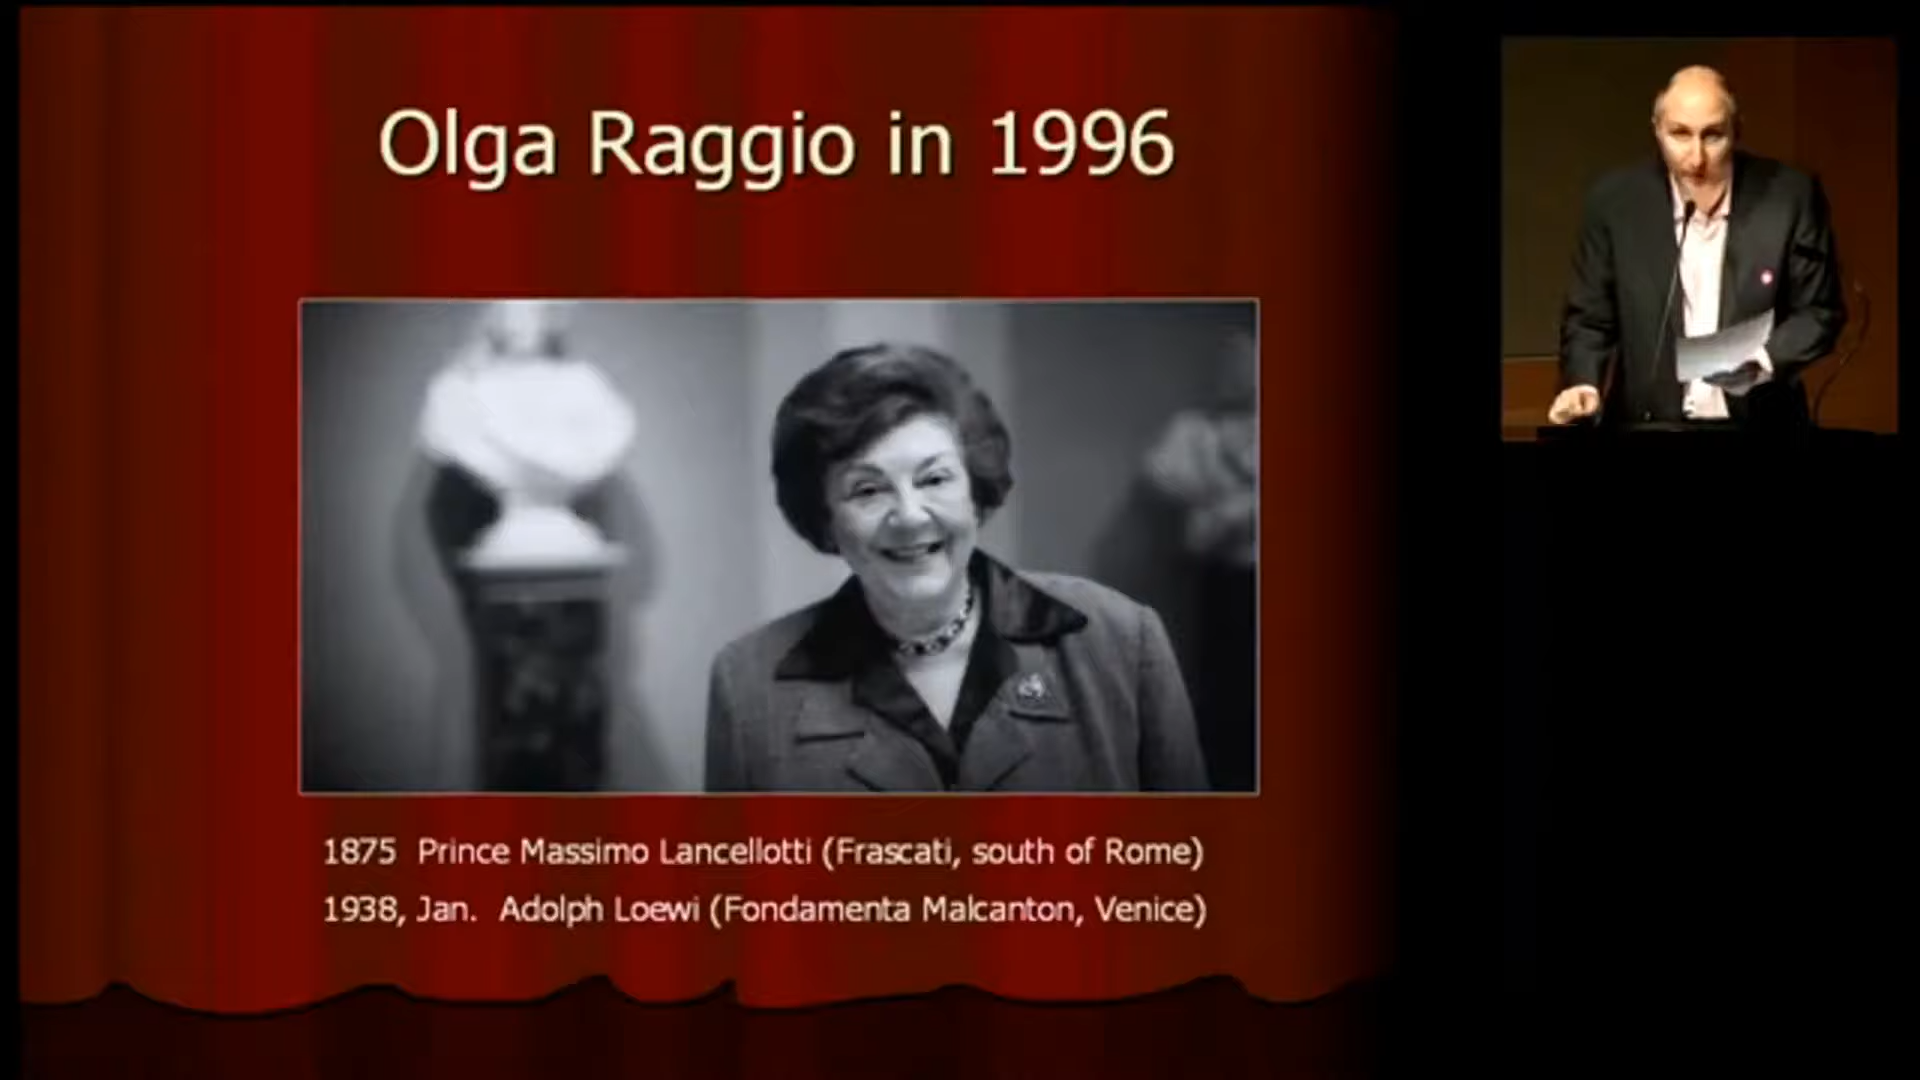 Olga Raggio in 1996
1875 Prince Massimo Lancellotti (Frascati, south of Rome)
1938, Jan. Adolph Loewi (Fondamenta Malcanton, Venice)